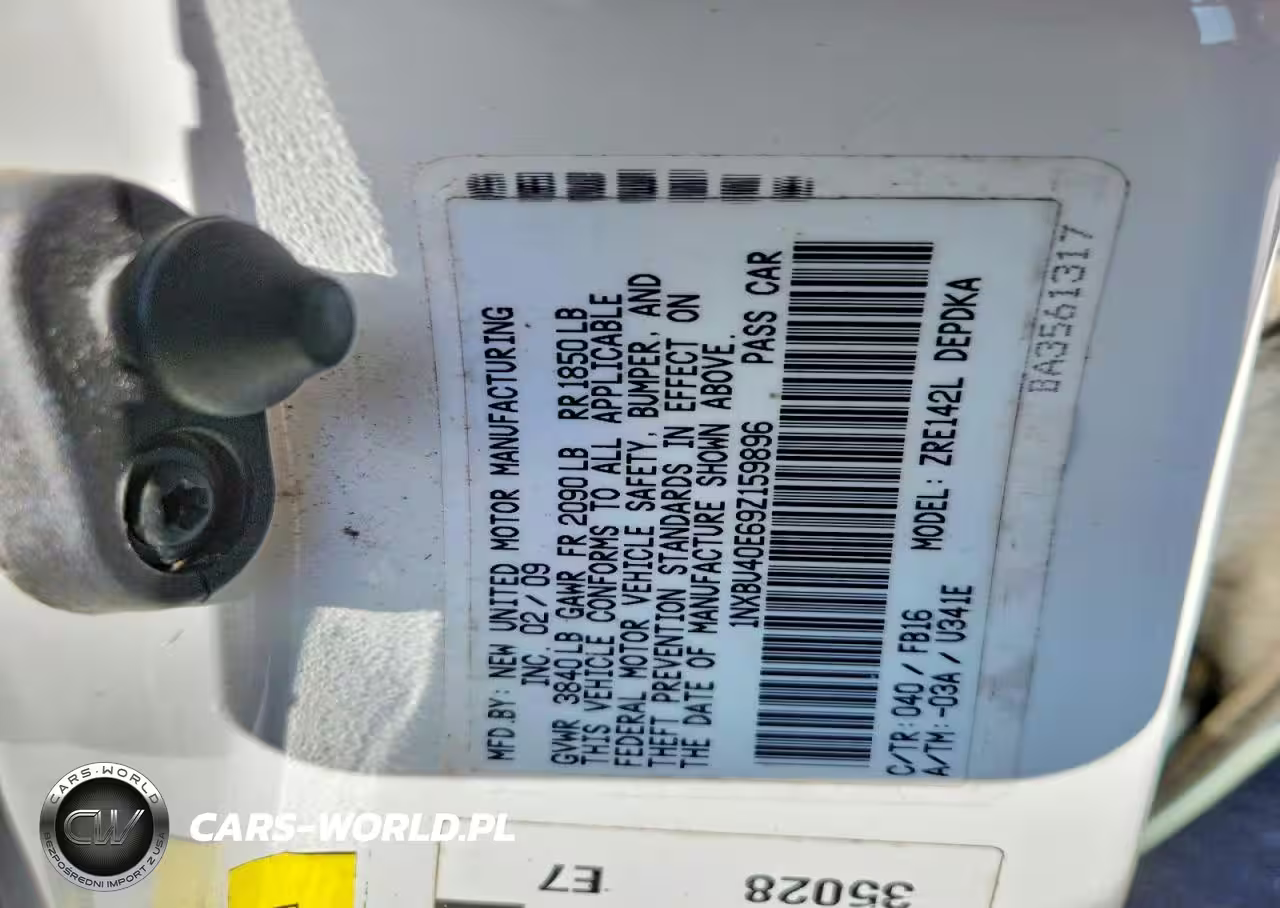 MFD.BY: NEW UNITED MOTOR MANUFACTURING
INC. 02/09
GVWR 3840LB GAWR FR 2090LB RR 1850LB
THIS VEHICLE CONFORMS TO ALL APPLICABLE
FEDERAL MOTOR VEHICLE SAFETY, BUMPER, AND
THEFT PREVENTION STANDARDS IN EFFECT ON
THE DATE OF MANUFACTURE SHOWN ABOVE.
1NXBU40E69Z159896 PASS CAR
C/TR: 040 / FB16 MODEL: ZRE142L DEPDKA
A/TM: -03A / U341E
BA3561317
35028 E7
CARS-WORLD
CW
BEZPOŚREDNI IMPORT Z USA
CARS-WORLD.PL